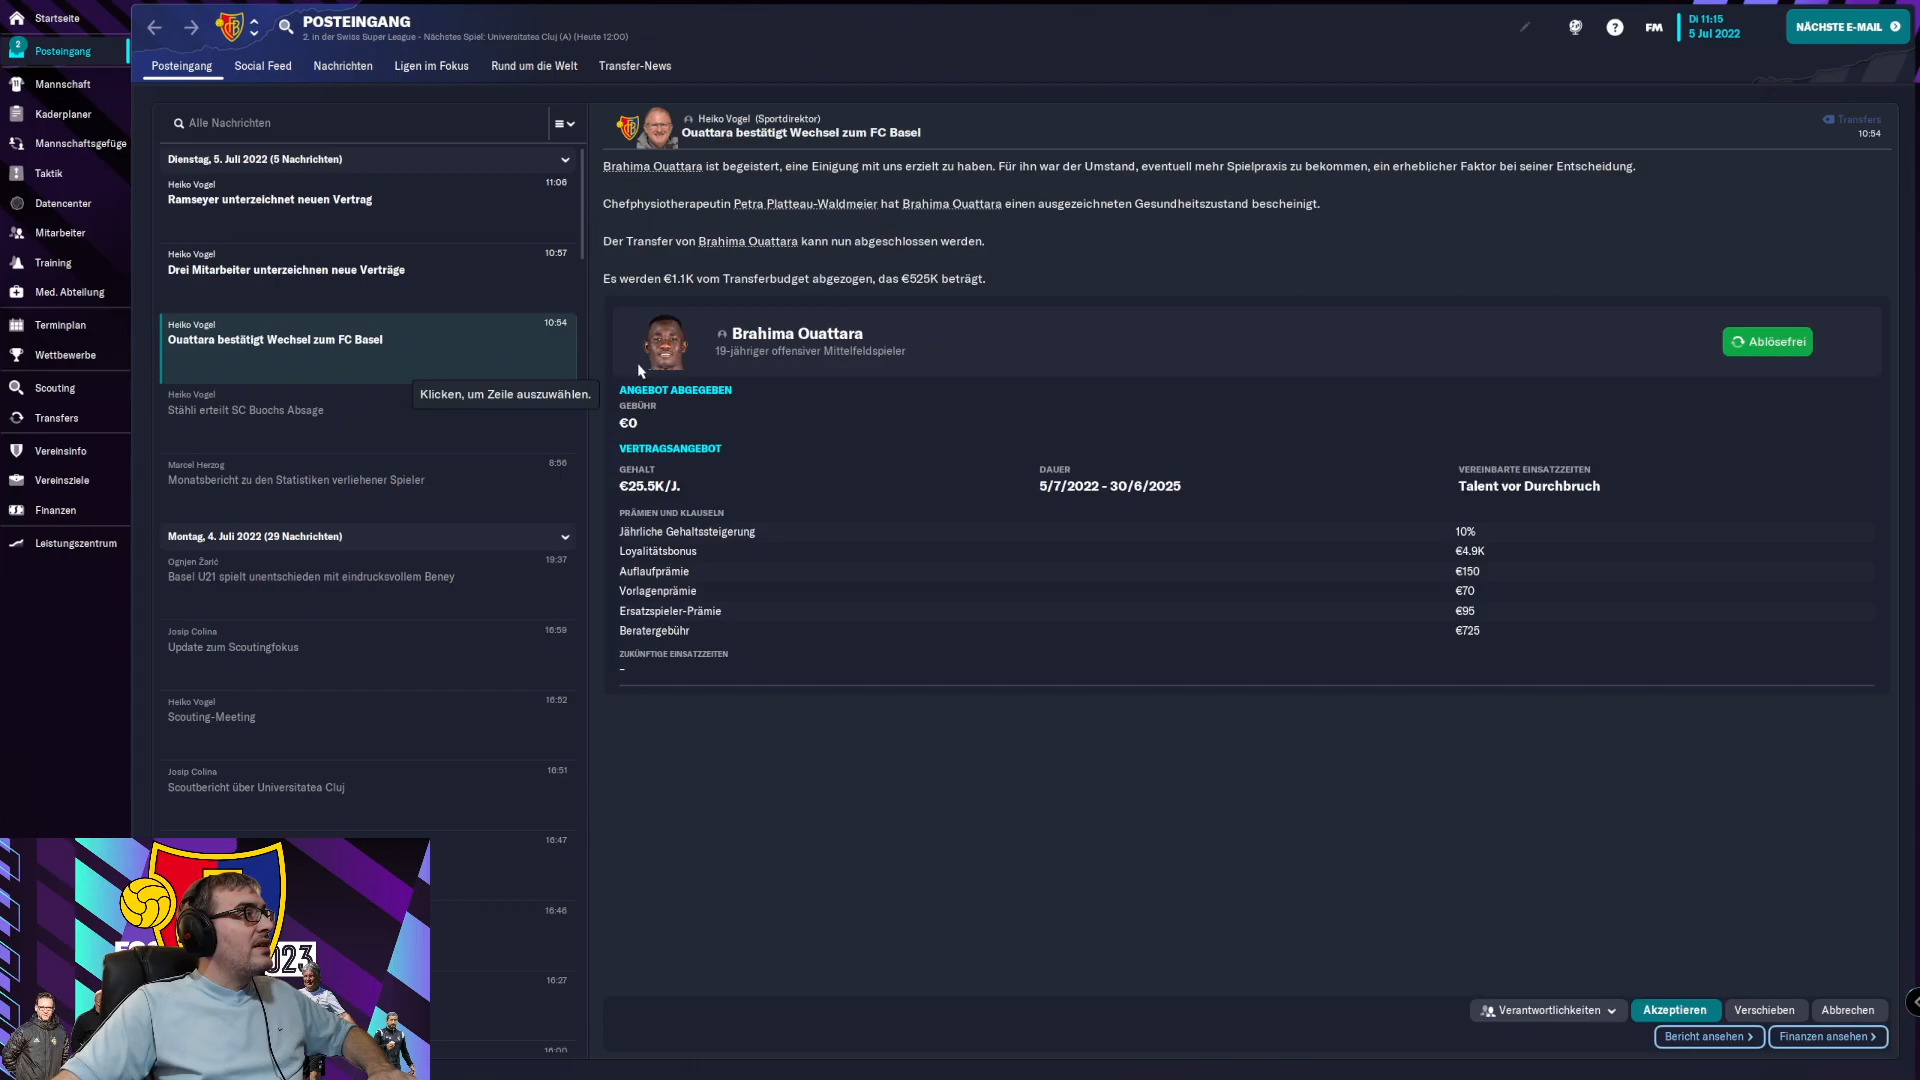 Startseite
2
Posteingang
Mannschaft
Kaderplaner
Mannschaftsgefüge
Taktik
Datencenter
Mitarbeiter
Training
Med. Abteilung
Terminplan
Wettbewerbe
Scouting
Transfers
Vereinsinfo
Vereinsziele
Finanzen
Leistungszentrum
POSTEINGANG
2. in der Swiss Super League - Nächstes Spiel: Universitatea Cluj (A) (Heute 12:00)
FM
Di 11:15
5 Jul 2022
NÄCHSTE E-MAIL
Posteingang
Social Feed
Nachrichten
Ligen im Fokus
Rund um die Welt
Transfer-News
Alle Nachrichten
Dienstag, 5. Juli 2022 (5 Nachrichten)
Heiko Vogel 11:06
Ramseyer unterzeichnet neuen Vertrag
Heiko Vogel 10:57
Drei Mitarbeiter unterzeichnen neue Verträge
Heiko Vogel 10:54
Ouattara bestätigt Wechsel zum FC Basel
Heiko Vogel
Stähli erteilt SC Buochs Absage
Klicken, um Zeile auszuwählen.
Marcel Herzog 8:56
Monatsbericht zu den Statistiken verliehener Spieler
Montag, 4. Juli 2022 (29 Nachrichten)
Ognjen Žarić 19:37
Basel U21 spielt unentschieden mit eindrucksvollem Beney
Josip Colina 16:59
Update zum Scoutingfokus
Heiko Vogel 16:52
Scouting-Meeting
Josip Colina 16:51
Scoutbericht über Universitatea Cluj
16:47
16:46
16:27
16:00
Heiko Vogel (Sportdirektor)
Ouattara bestätigt Wechsel zum FC Basel
Transfers
10:54
Brahima Ouattara ist begeistert, eine Einigung mit uns erzielt zu haben. Für ihn war der Umstand, eventuell mehr Spielpraxis zu bekommen, ein erheblicher Faktor bei seiner Entscheidung.
Chefphysiotherapeutin Petra Platteau-Waldmeier hat Brahima Ouattara einen ausgezeichneten Gesundheitszustand bescheinigt.
Der Transfer von Brahima Ouattara kann nun abgeschlossen werden.
Es werden €1.1K vom Transferbudget abgezogen, das €525K beträgt.
Brahima Ouattara
19-jähriger offensiver Mittelfeldspieler
Ablösefrei
ANGEBOT ABGEGEBEN
GEBÜHR
€0
VERTRAGSANGEBOT
GEHALT
€25.5K/J.
DAUER
5/7/2022 - 30/6/2025
VEREINBARTE EINSATZZEITEN
Talent vor Durchbruch
PRÄMIEN UND KLAUSELN
Jährliche Gehaltssteigerung 10%
Loyalitätsbonus €4.9K
Auflaufprämie €150
Vorlagenprämie €70
Ersatzspieler-Prämie €95
Beratergebühr €725
ZUKÜNFTIGE EINSATZZEITEN
-
Verantwortlichkeiten
Akzeptieren
Verschieben
Abbrechen
Bericht ansehen
Finanzen ansehen